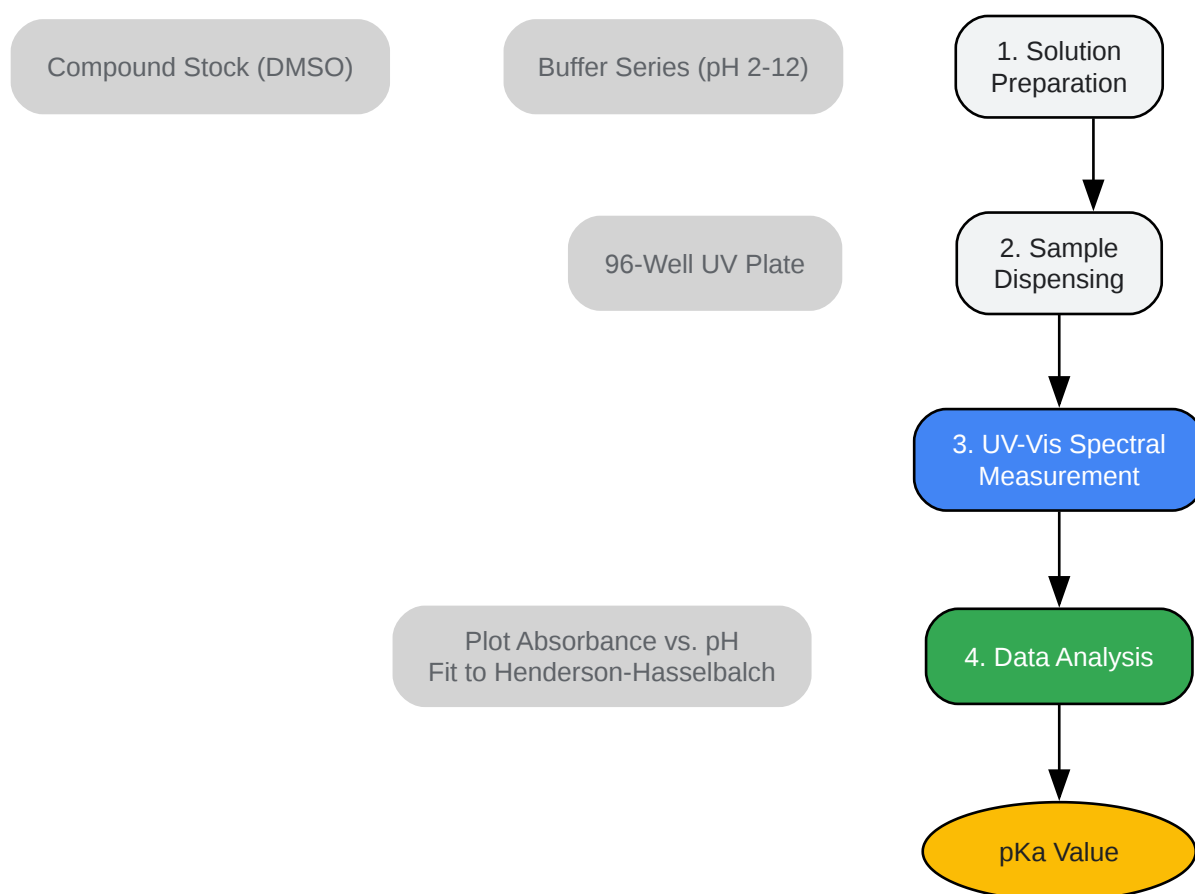 Compound Stock (DMSO)
Buffer Series (pH 2-12)
1. Solution
Preparation
96-Well UV Plate
2. Sample
Dispensing
3. UV-Vis Spectral
Measurement
Plot Absorbance vs. pH
Fit to Henderson-Hasselbalch
4. Data Analysis
pKa Value